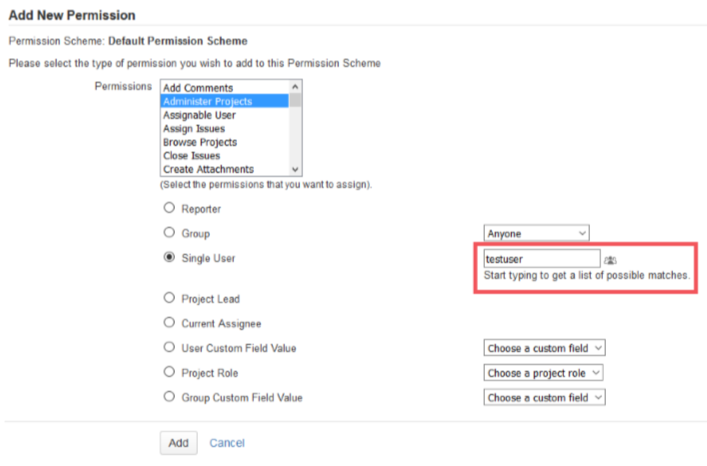 Add New Permission
Permission Scheme: Default Permission Scheme
Please select the type of permission you wish to add to this Permission Scheme
Permissions
Add Comments
Administer Projects
Assignable User
Assign Issues
Browse Projects
Close Issues
Create Attachments
(Select the permissions that you want to assign).
Reporter
Group Anyone
Single User testuser
Start typing to get a list of possible matches.
Project Lead
Current Assignee
User Custom Field Value Choose a custom field
Project Role Choose a project role
Group Custom Field Value Choose a custom field
Add Cancel